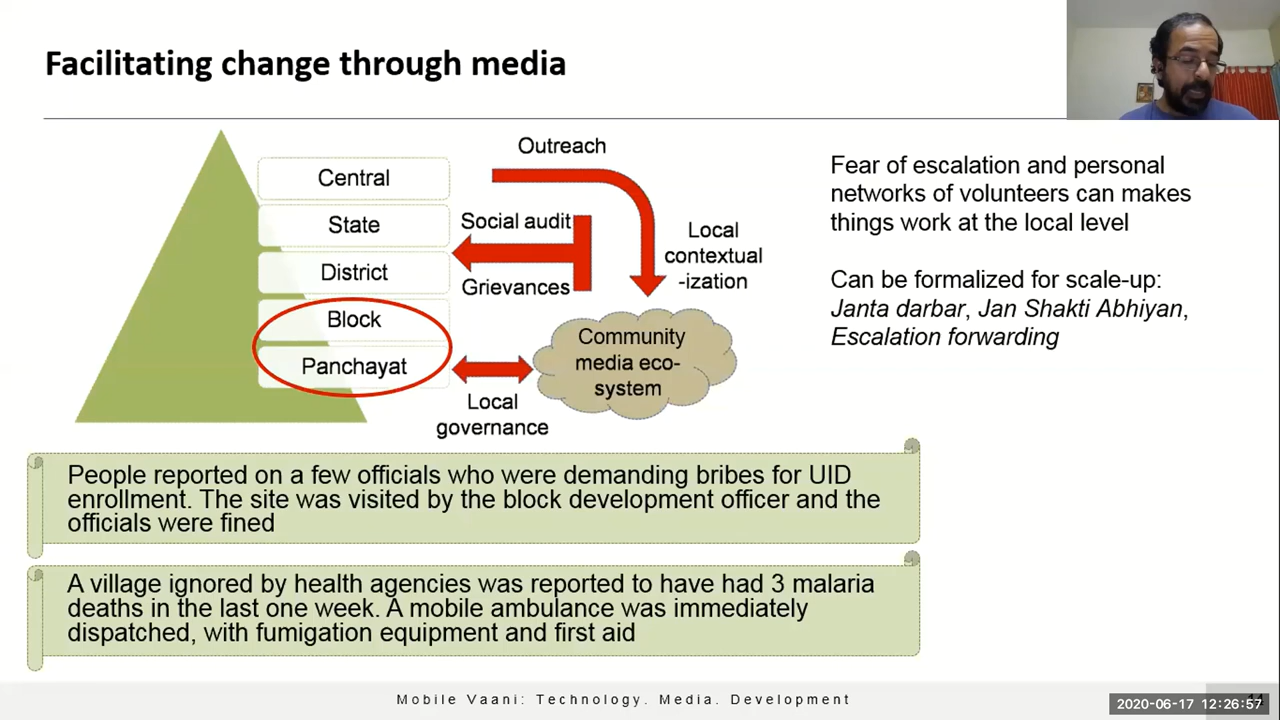 Facilitating change through media
Central
State
District
Block
Panchayat
Outreach
Social audit
Grievances
Local
contextual
-ization
Community
media eco-
system
Local
governance
Fear of escalation and personal
networks of volunteers can makes
things work at the local level
Can be formalized for scale-up:
Janta darbar, Jan Shakti Abhiyan,
Escalation forwarding
People reported on a few officials who were demanding bribes for UID
enrollment. The site was visited by the block development officer and the
officials were fined
A village ignored by health agencies was reported to have had 3 malaria
deaths in the last one week. A mobile ambulance was immediately
dispatched, with fumigation equipment and first aid
Mobile Vaani: Technology. Media. Development
2020-06-17 12:26:57